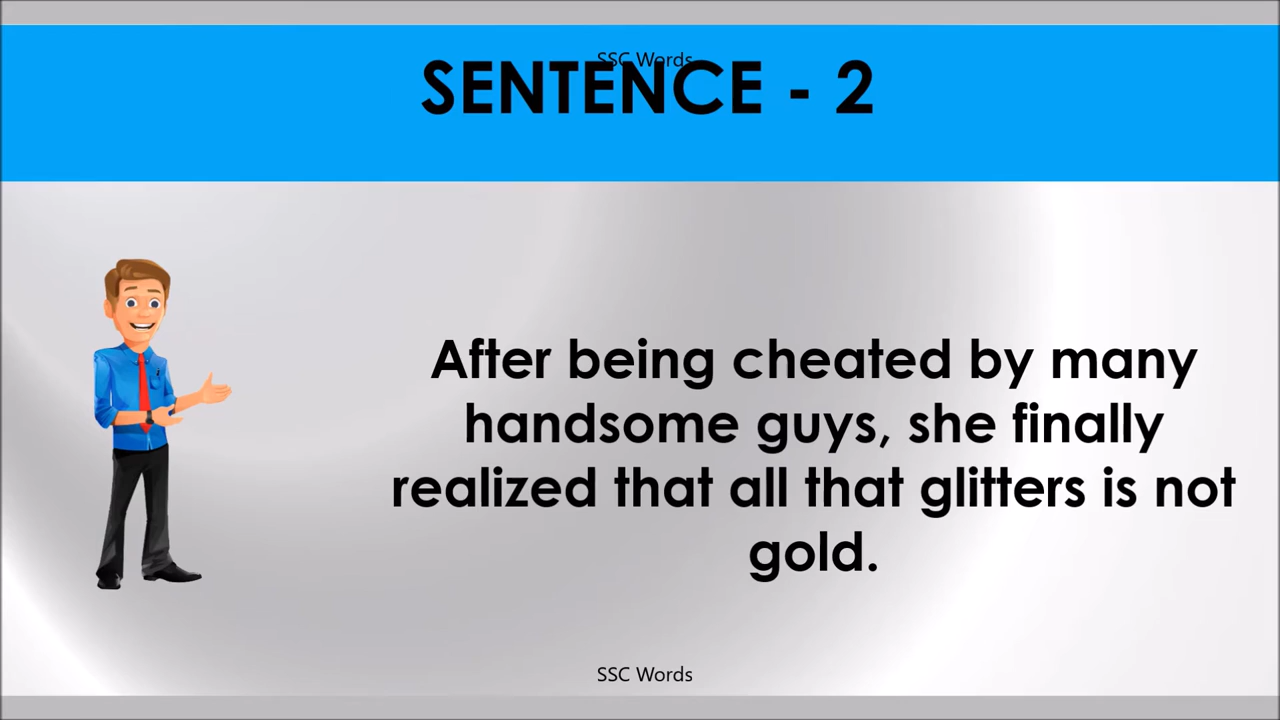 SSC Words
SENTENCE - 2
After being cheated by many
handsome guys, she finally
realized that all that glitters is not
gold.
SSC Words